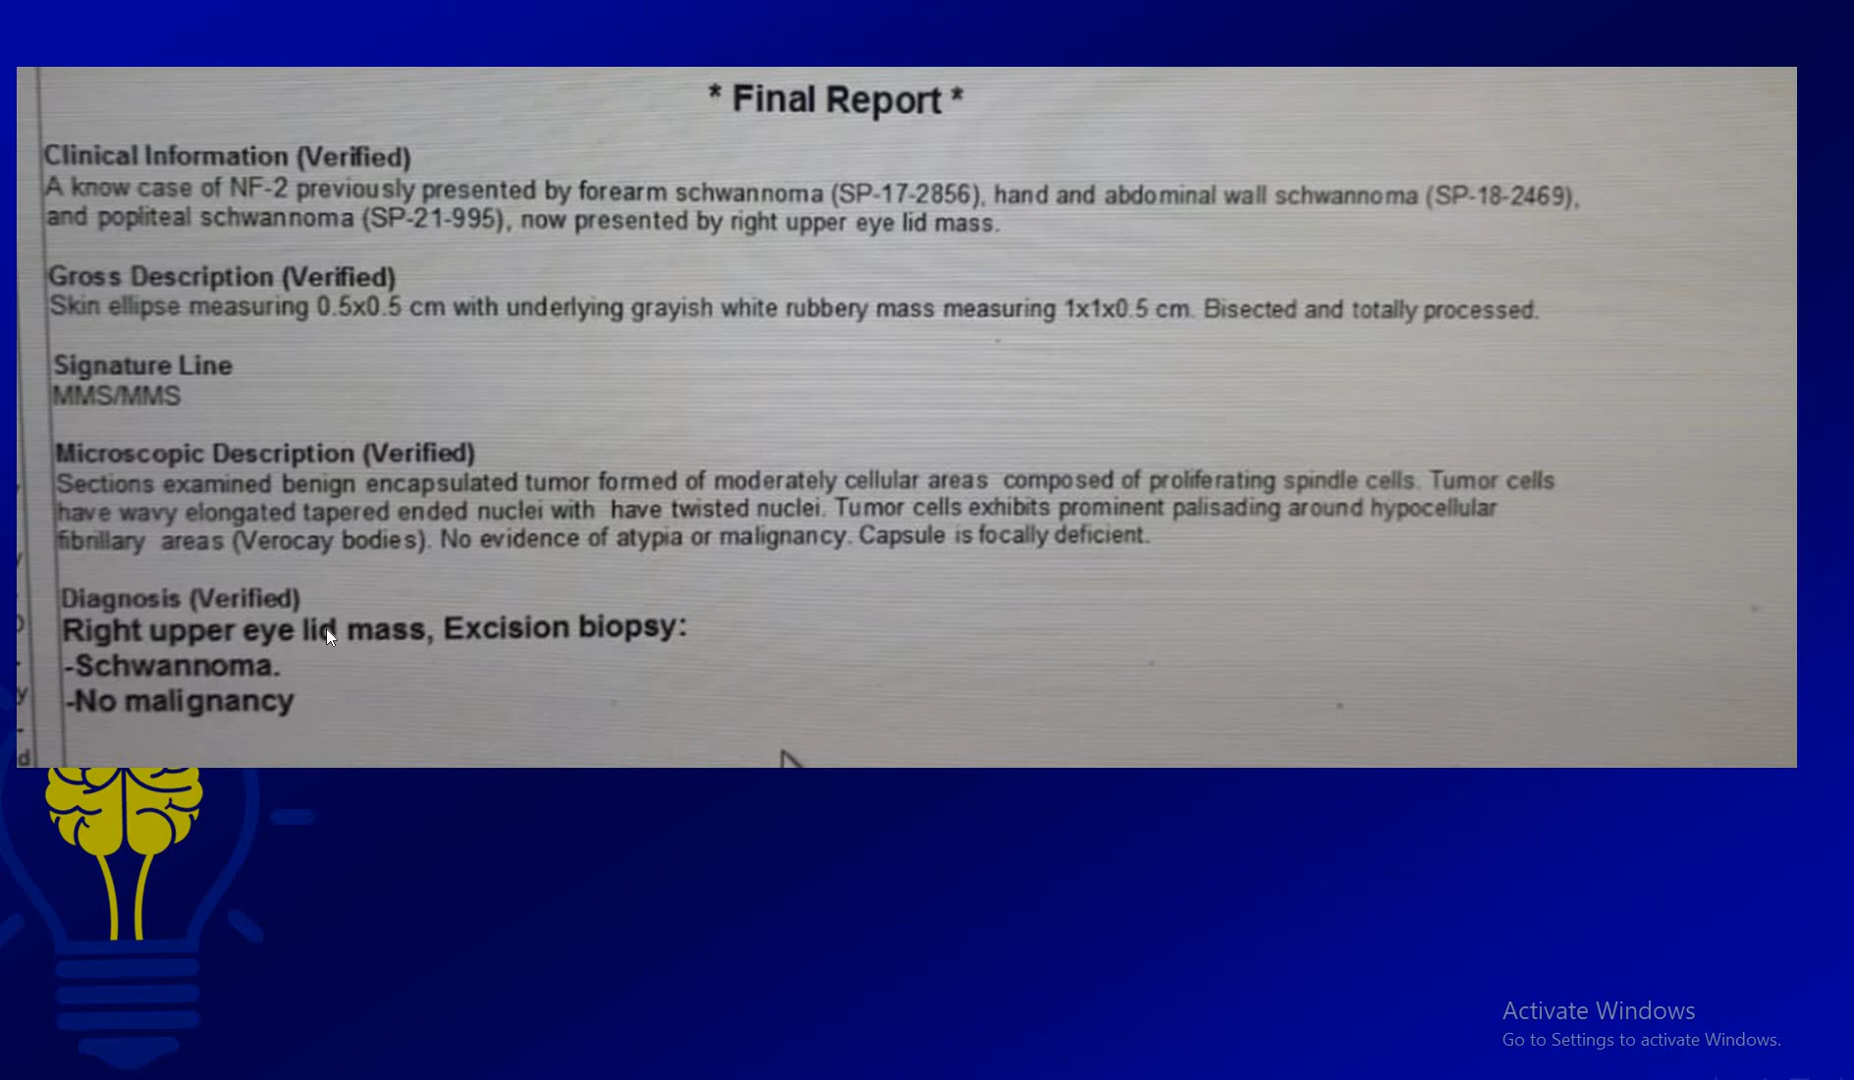 * Final Report *
Clinical Information (Verified)
A know case of NF-2 previously presented by forearm schwannoma (SP-17-2856), hand and abdominal wall schwannoma (SP-18-2469),
and popliteal schwannoma (SP-21-995), now presented by right upper eye lid mass.
Gross Description (Verified)
Skin ellipse measuring 0.5x0.5 cm with underlying grayish white rubbery mass measuring 1x1x0.5 cm. Bisected and totally processed.
Signature Line
MMS/MMS
Microscopic Description (Verified)
Sections examined benign encapsulated tumor formed of moderately cellular areas composed of proliferating spindle cells. Tumor cells
have wavy elongated tapered ended nuclei with have twisted nuclei. Tumor cells exhibits prominent palisading around hypocellular
fibrillary areas (Verocay bodies). No evidence of atypia or malignancy. Capsule is focally deficient.
Diagnosis (Verified)
Right upper eye lid mass, Excision biopsy:
-Schwannoma.
-No malignancy
Activate Windows
Go to Settings to activate Windows.